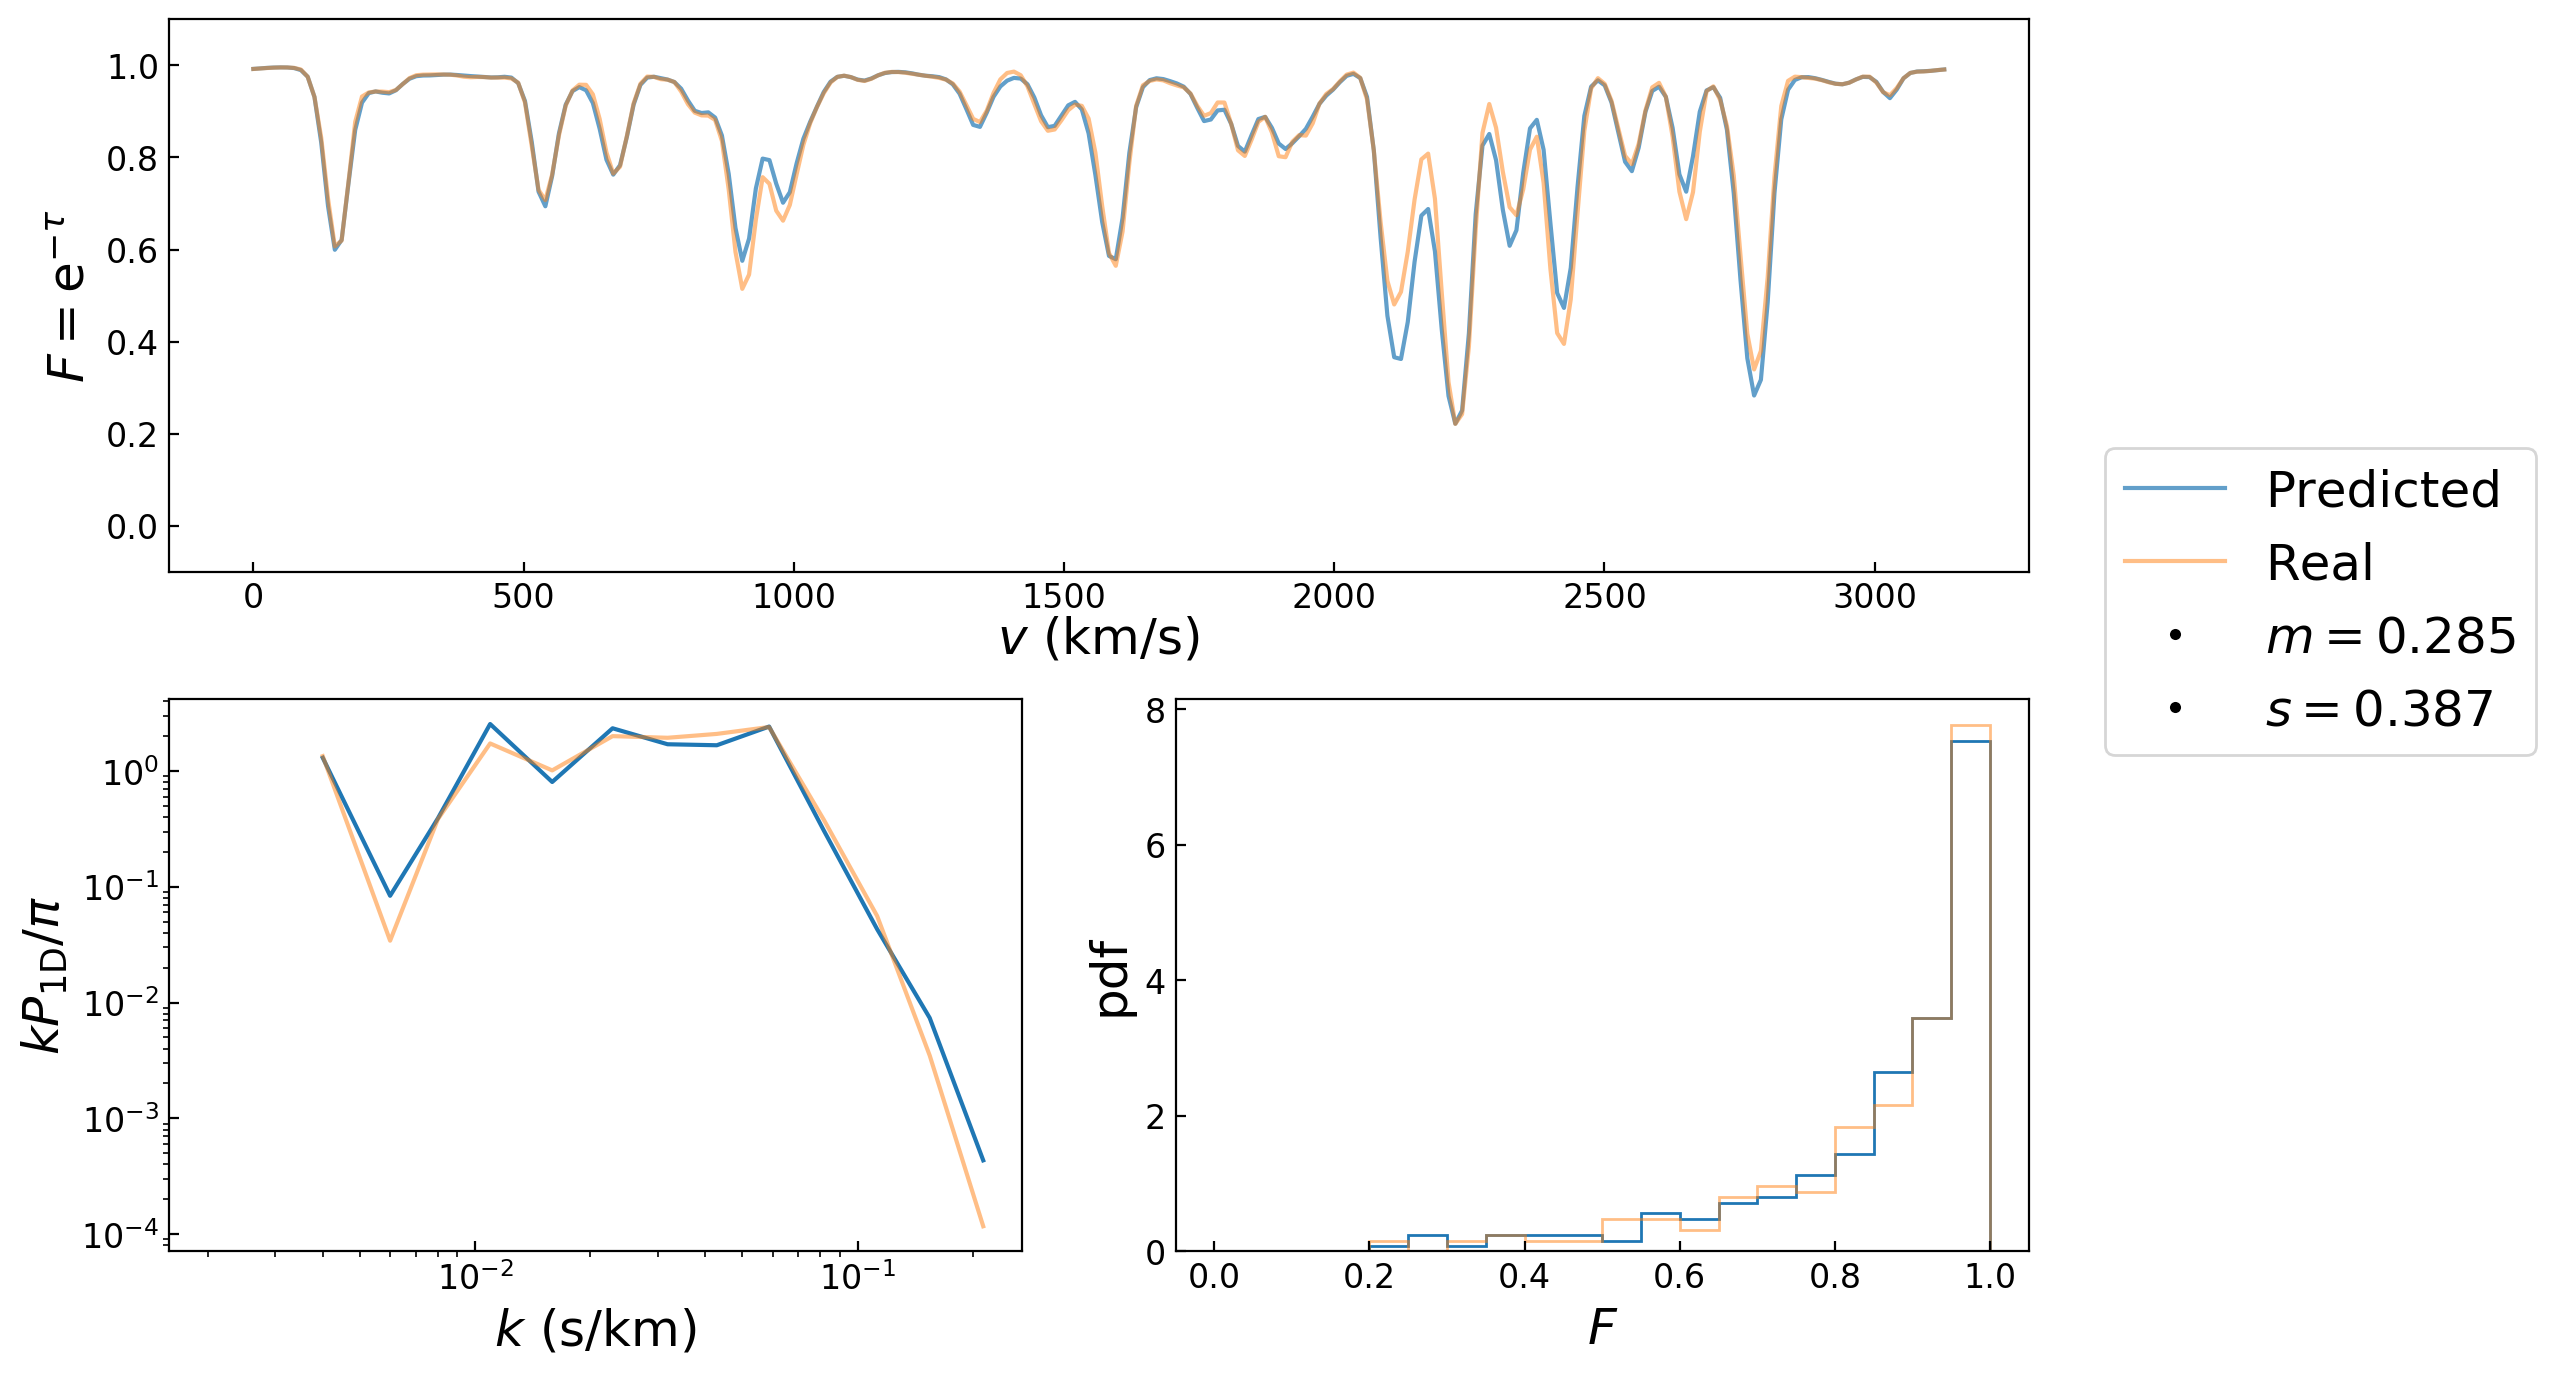 F = e^{−τ}
1.0
0.8
0.6
0.4
0.2
0.0
0 500 1000 1500 2000 2500 3000
v (km/s)
Predicted
Real
m = 0.285
s = 0.387
kP_{1D}/π
10^{0}
10^{−1}
10^{−2}
10^{−3}
10^{−4}
10^{−2} 10^{−1}
k (s/km)
pdf
8
6
4
2
0
0.0 0.2 0.4 0.6 0.8 1.0
F